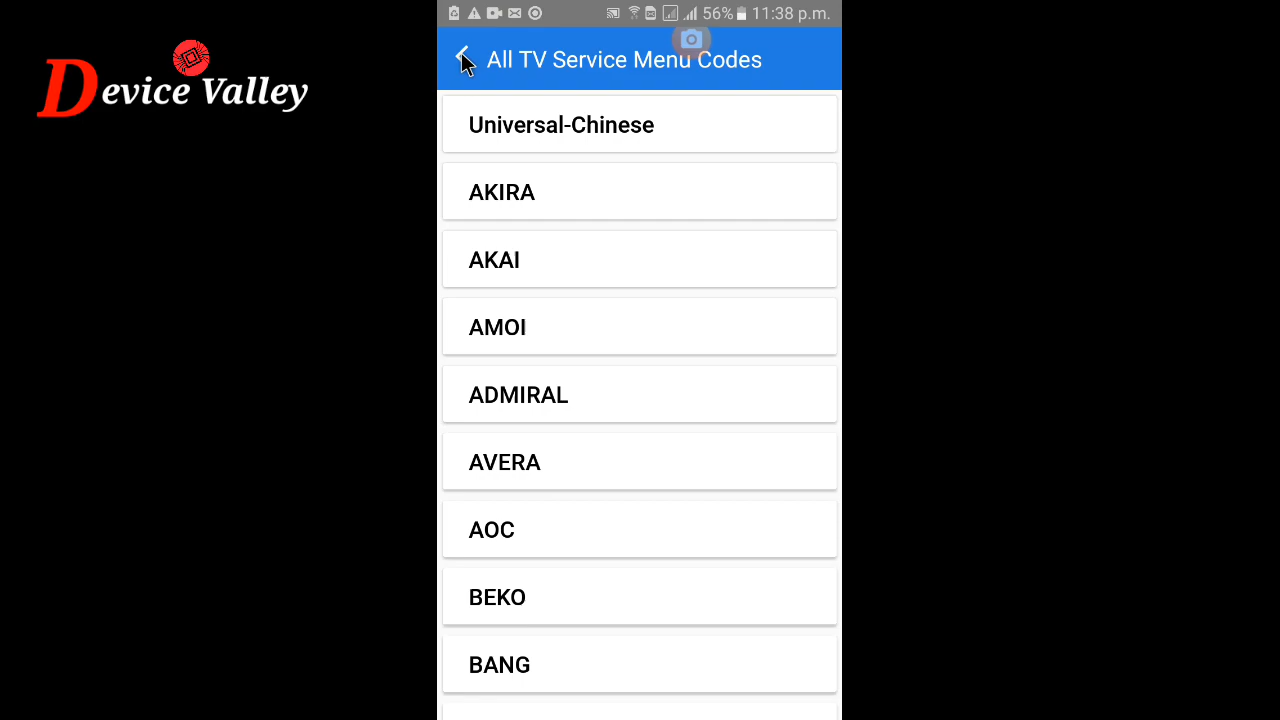 Device Valley
56% 11:38 p.m.
All TV Service Menu Codes
Universal-Chinese
AKIRA
AKAI
AMOI
ADMIRAL
AVERA
AOC
BEKO
BANG